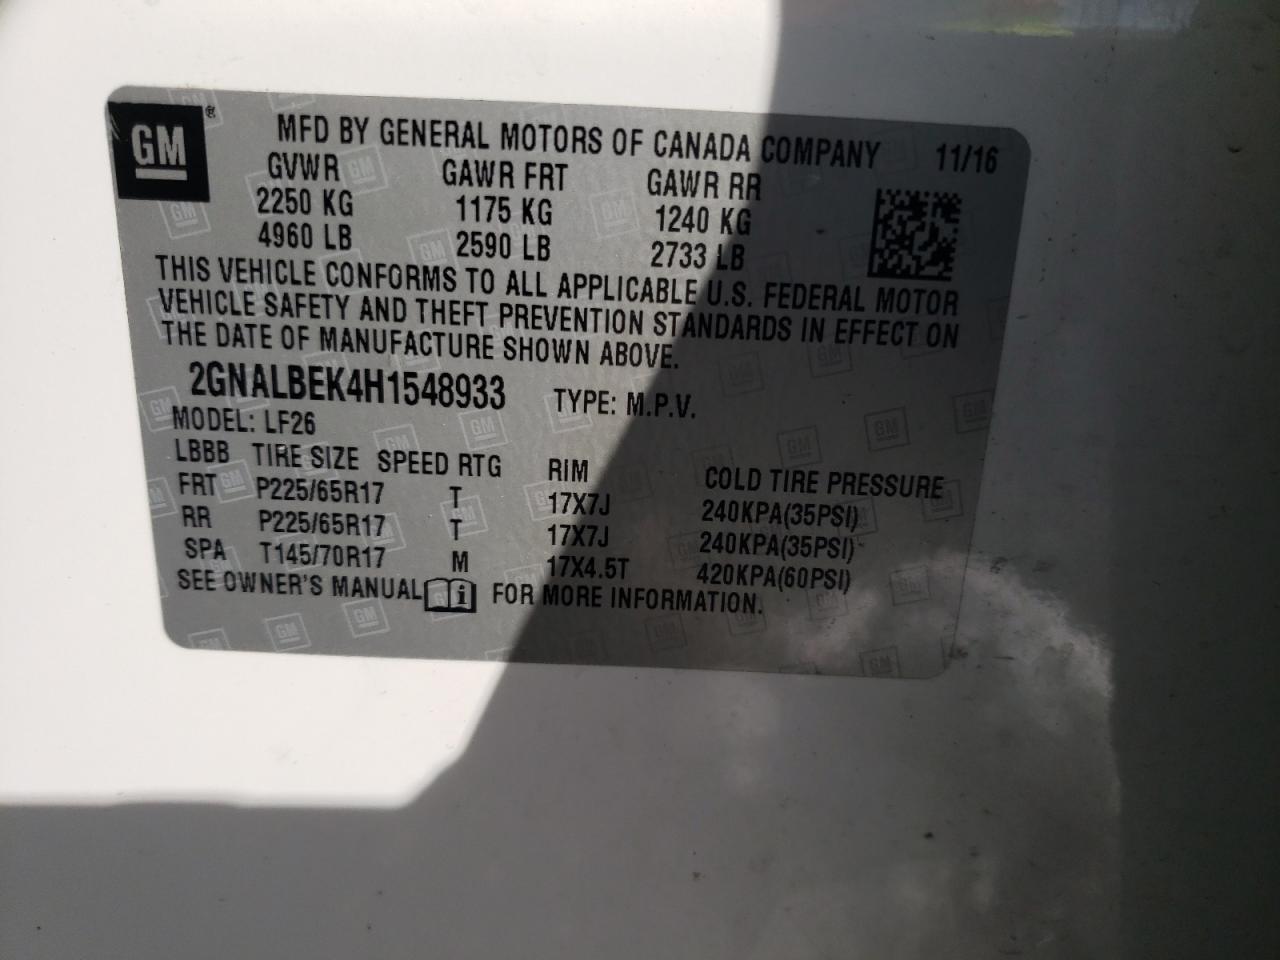 GM ® MFD BY GENERAL MOTORS OF CANADA COMPANY 11/16
GVWR GAWR FRT GAWR RR
2250 KG 1175 KG 1240 KG
4960 LB 2590 LB 2733 LB
THIS VEHICLE CONFORMS TO ALL APPLICABLE U.S. FEDERAL MOTOR
VEHICLE SAFETY AND THEFT PREVENTION STANDARDS IN EFFECT ON
THE DATE OF MANUFACTURE SHOWN ABOVE.
2GNALBEK4H1548933 TYPE: M.P.V.
MODEL: LF26
LBBB TIRE SIZE SPEED RTG RIM COLD TIRE PRESSURE
FRT P225/65R17 T 17X7J 240KPA(35PSI)
RR P225/65R17 T 17X7J 240KPA(35PSI)
SPA T145/70R17 M 17X4.5T 420KPA(60PSI)
SEE OWNER'S MANUAL i FOR MORE INFORMATION.